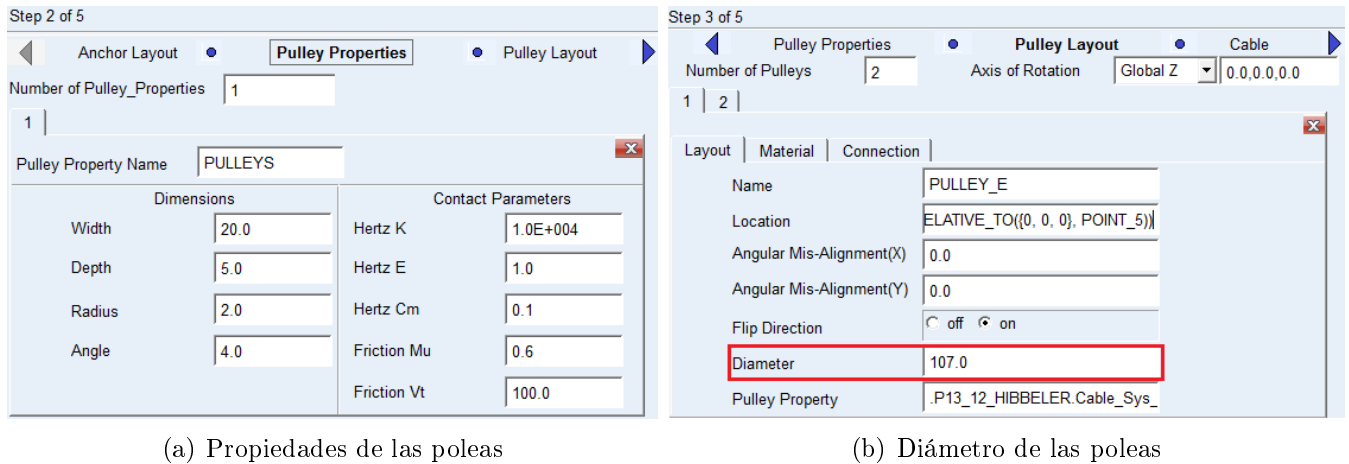 Step 2 of 5
Anchor Layout Pulley Properties Pulley Layout
Number of Pulley_Properties 1
1
Pulley Property Name PULLEYS
Dimensions Contact Parameters
Width 20.0 Hertz K 1.0E+004
Depth 5.0 Hertz E 1.0
Radius 2.0 Hertz Cm 0.1
Angle 4.0 Friction Mu 0.6
Friction Vt 100.0
(a) Propiedades de las poleas
Step 3 of 5
Pulley Properties Pulley Layout Cable
Number of Pulleys 2 Axis of Rotation Global Z 0.0,0.0,0.0
1 2
Layout Material Connection
Name PULLEY_E
Location ELATIVE_TO({0, 0, 0}, POINT_5))
Angular Mis-Alignment(X) 0.0
Angular Mis-Alignment(Y) 0.0
Flip Direction off on
Diameter 107.0
Pulley Property .P13_12_HIBBELER.Cable_Sys_
(b) Diámetro de las poleas